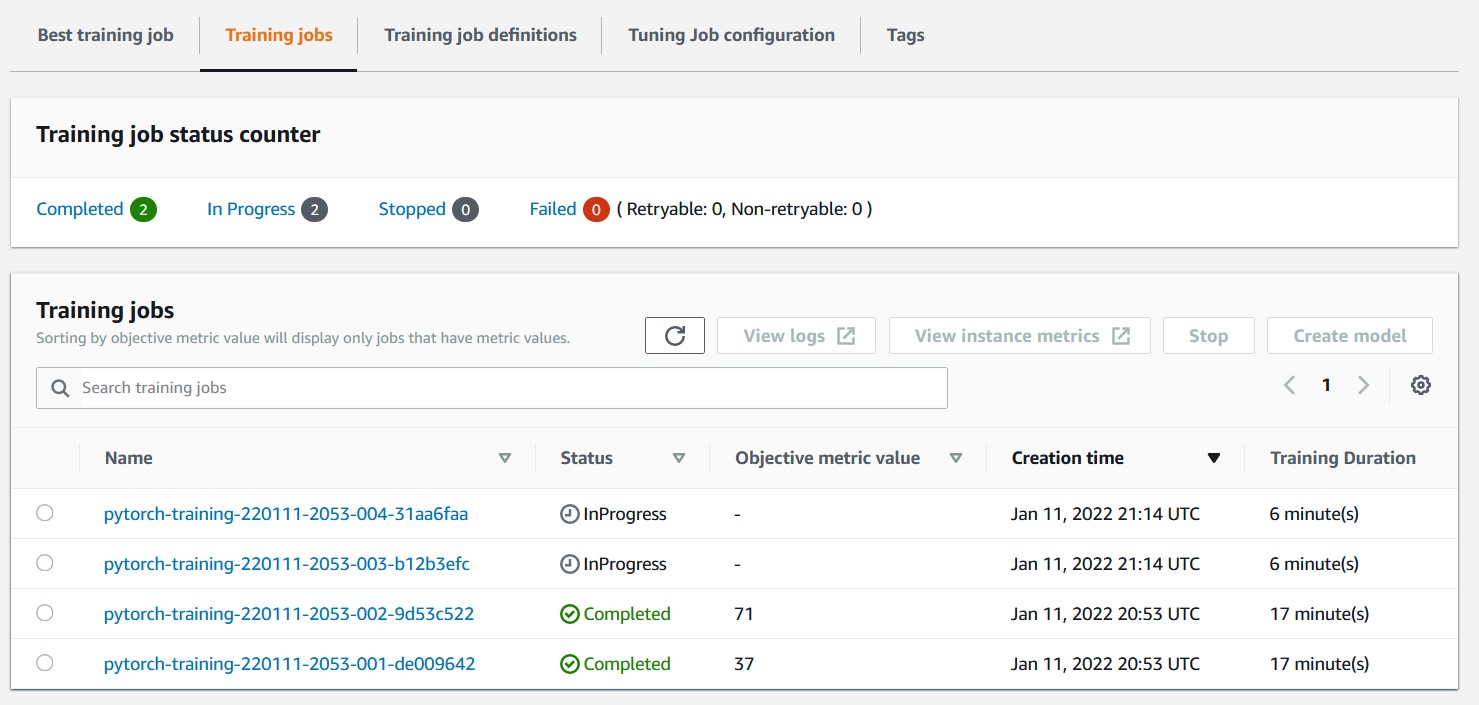 Best training job Training jobs Training job definitions Tuning Job configuration Tags
Training job status counter
Completed 2 In Progress 2 Stopped 0 Failed 0 ( Retryable: 0, Non-retryable: 0 )
Training jobs
Sorting by objective metric value will display only jobs that have metric values.
View logs View instance metrics Stop Create model
Search training jobs 1
Name Status Objective metric value Creation time Training Duration
pytorch-training-220111-2053-004-31aa6faa InProgress - Jan 11, 2022 21:14 UTC 6 minute(s)
pytorch-training-220111-2053-003-b12b3efc InProgress - Jan 11, 2022 21:14 UTC 6 minute(s)
pytorch-training-220111-2053-002-9d53c522 Completed 71 Jan 11, 2022 20:53 UTC 17 minute(s)
pytorch-training-220111-2053-001-de009642 Completed 37 Jan 11, 2022 20:53 UTC 17 minute(s)